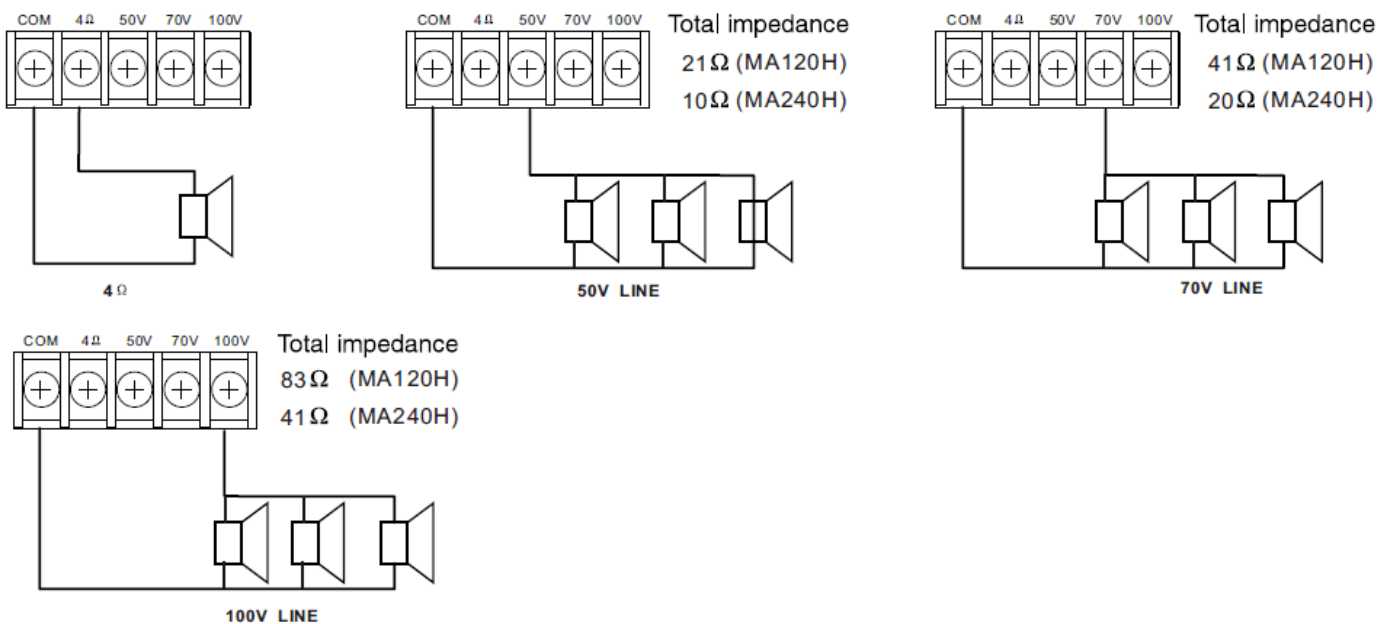 COM 4Ω 50V 70V 100V
4Ω
COM 4Ω 50V 70V 100V
Total impedance
21Ω (MA120H)
10Ω (MA240H)
50V LINE
COM 4Ω 50V 70V 100V
Total impedance
41Ω (MA120H)
20Ω (MA240H)
70V LINE
COM 4Ω 50V 70V 100V
Total impedance
83Ω (MA120H)
41Ω (MA240H)
100V LINE